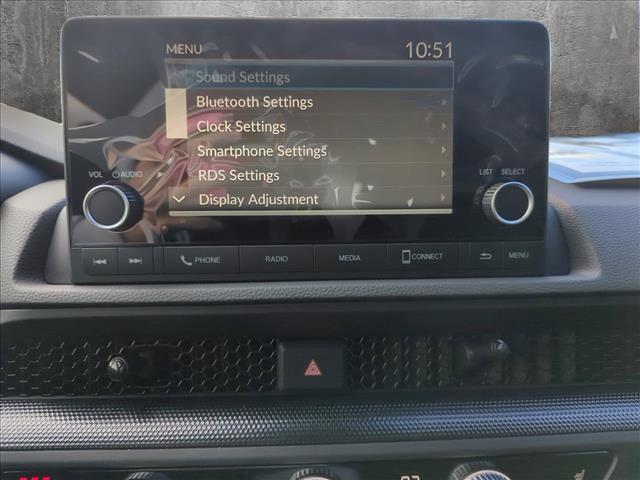 MENU 10:51
Sound Settings
Bluetooth Settings
Clock Settings
Smartphone Settings
RDS Settings
Display Adjustment
VOL AUDIO
LIST SELECT
PHONE RADIO MEDIA CONNECT MENU